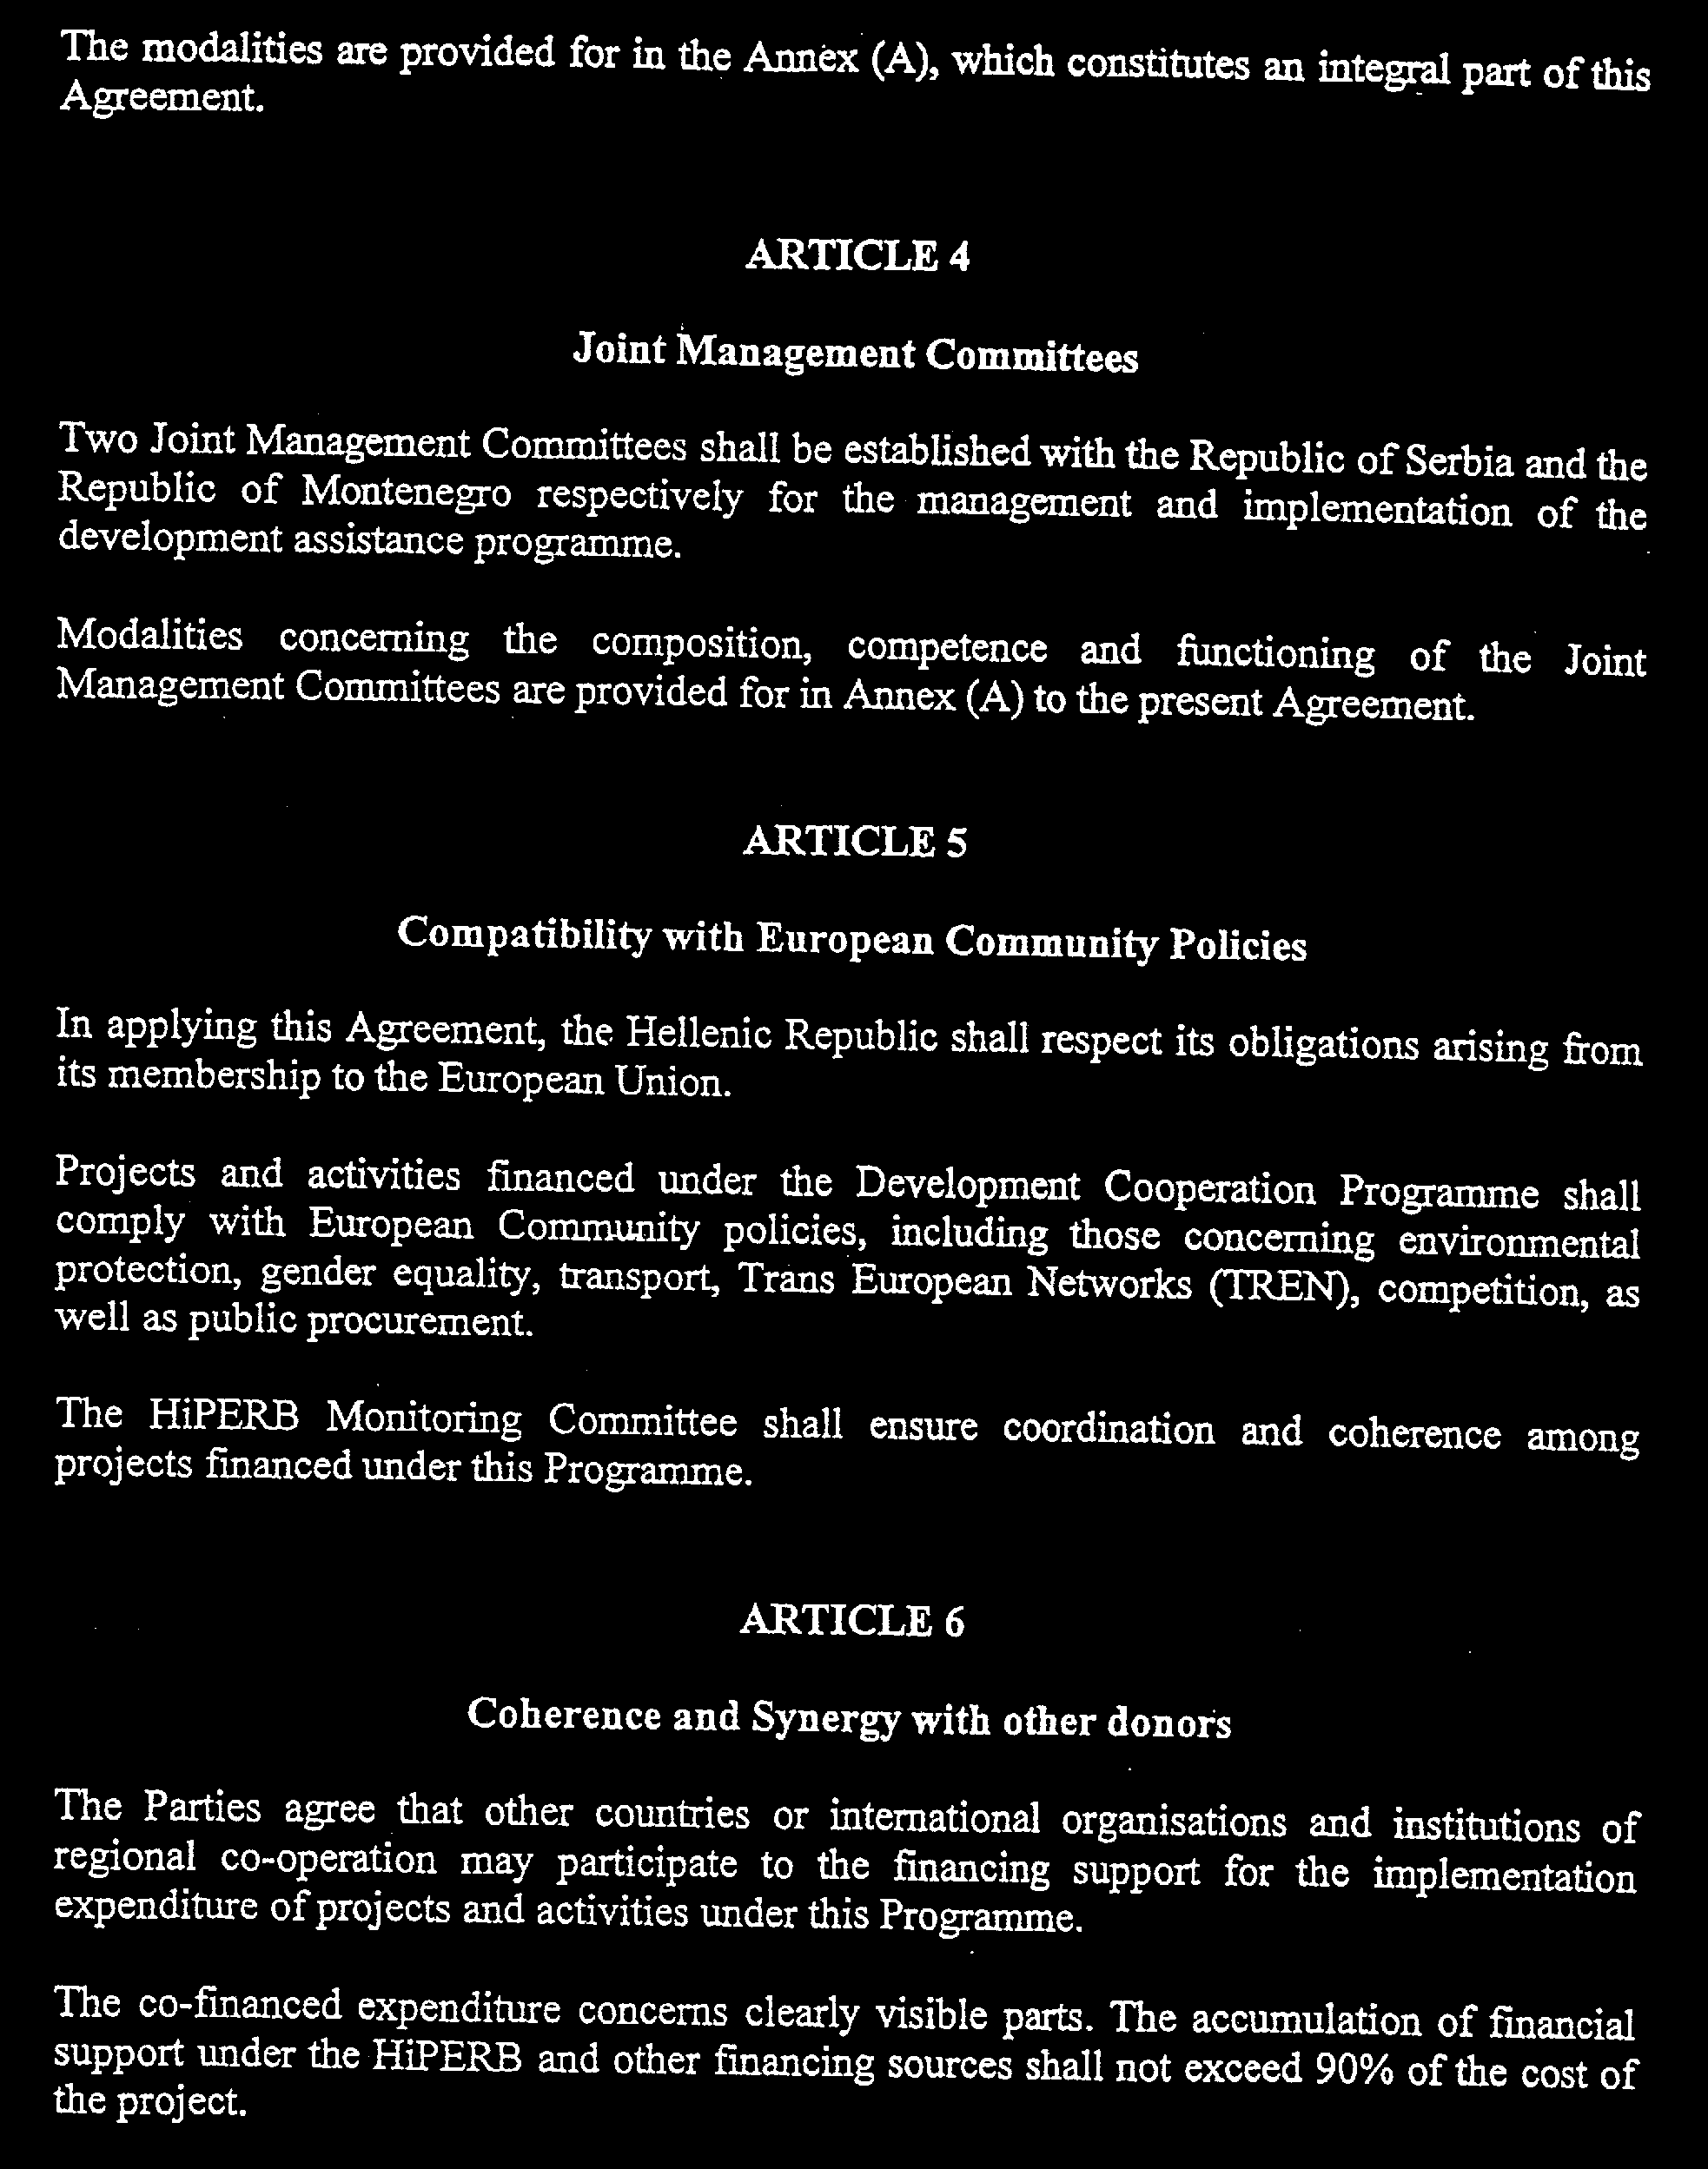 The modalities are provided for in the Annex (A), which constitutes an integral part of this
Agreement.
ARTICLE 4
Joint Management Committees
Two Joint Management Committees shall be established with the Republic of Serbia and the
Republic of Montenegro respectively for the management and implementation of the
development assistance programme.
Modalities concerning the composition, competence and functioning of the Joint
Management Committees are provided for in Annex (A) to the present Agreement.
ARTICLE 5
Compatibility with European Community Policies
In applying this Agreement, the Hellenic Republic shall respect its obligations arising from
its membership to the European Union.
Projects and activities financed under the Development Cooperation Programme shall
comply with European Community policies, including those concerning environmental
protection, gender equality, transport, Trans European Networks (TREN), competition, as
well as public procurement.
The HiPERB Monitoring Committee shall ensure coordination and coherence among
projects financed under this Programme.
ARTICLE 6
Coherence and Synergy with other donors
The Parties agree that other countries or international organisations and institutions of
regional co-operation may participate to the financing support for the implementation
expenditure of projects and activities under this Programme.
The co-financed expenditure concerns clearly visible parts. The accumulation of financial
support under the HiPERB and other financing sources shall not exceed 90% of the cost of
the project.